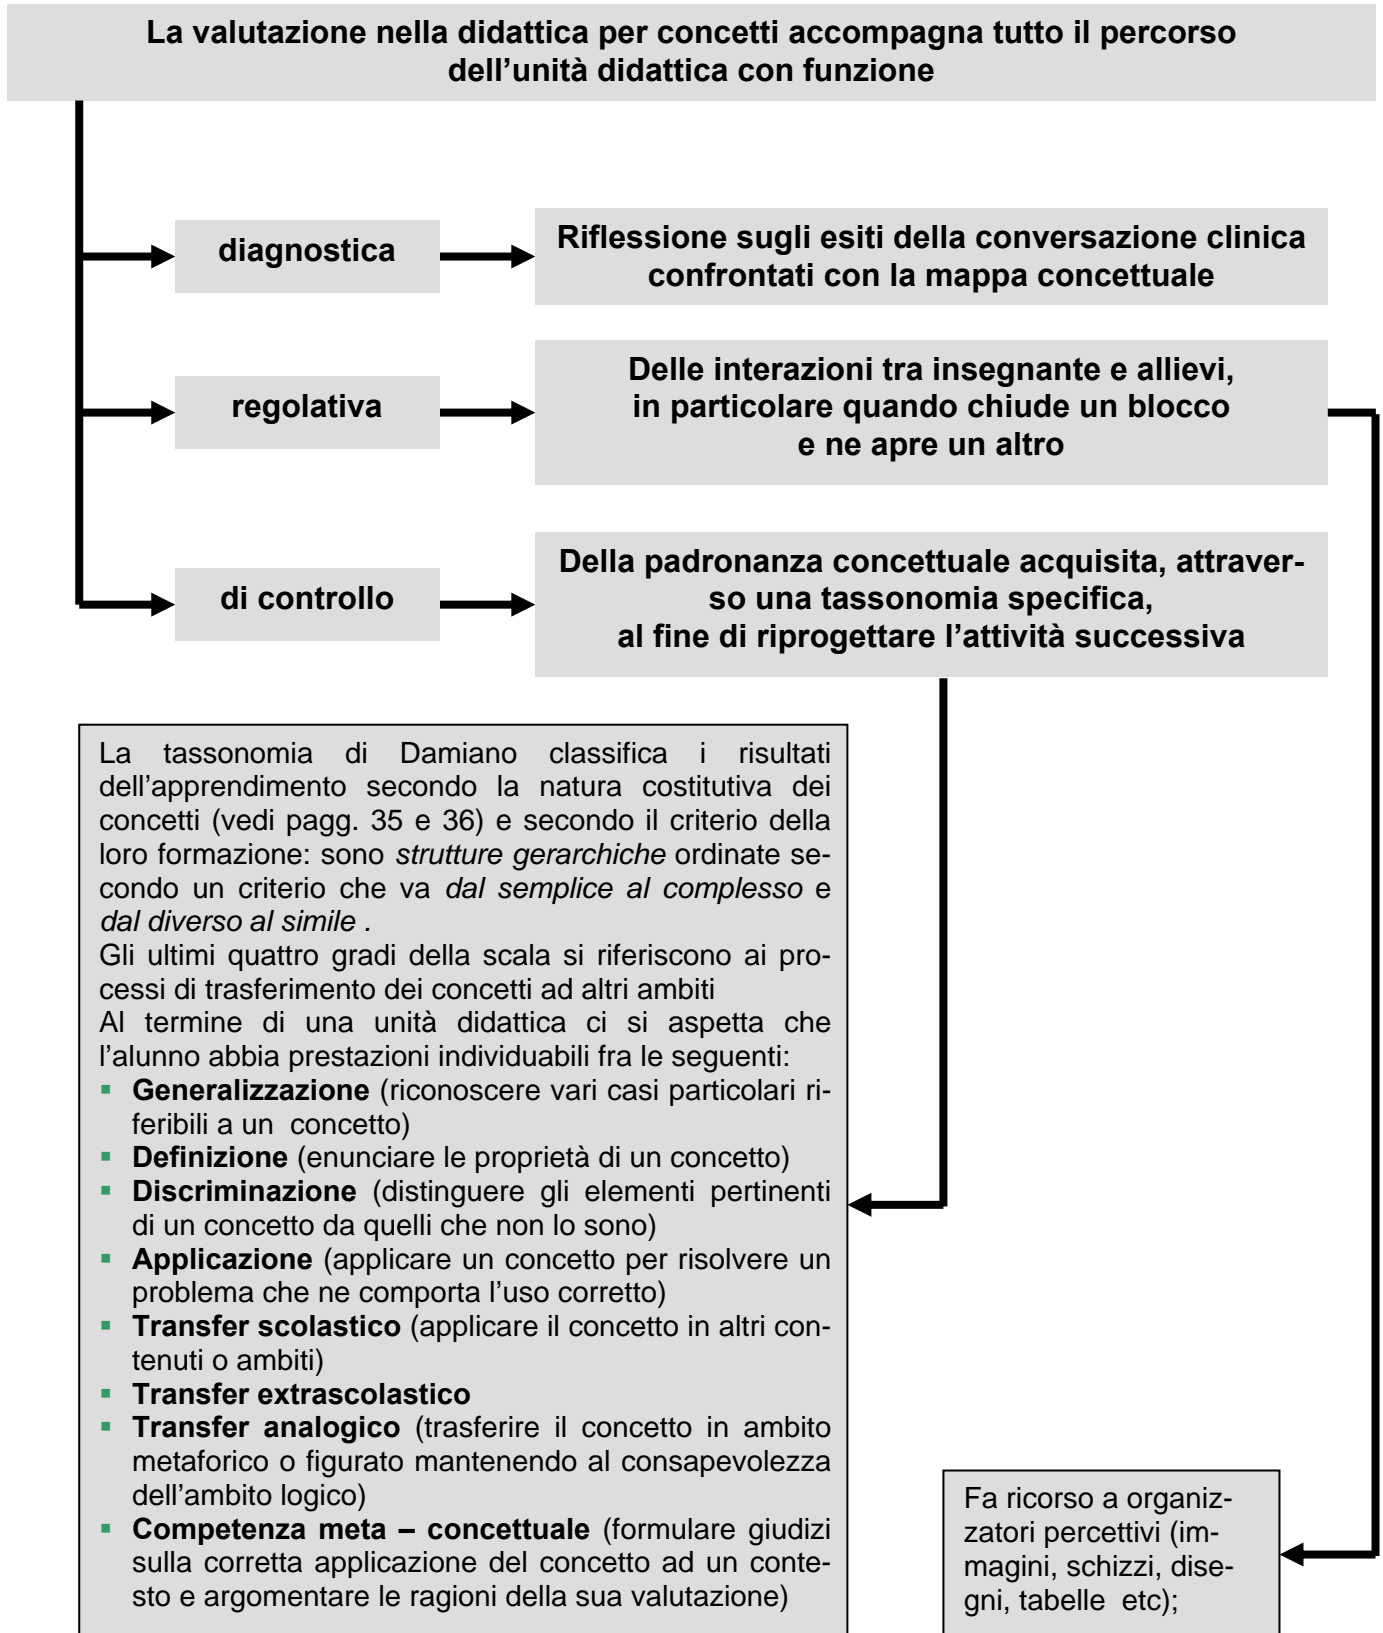 La valutazione nella didattica per concetti accompagna tutto il percorso
dell’unità didattica con funzione
diagnostica
Riflessione sugli esiti della conversazione clinica
confrontati con la mappa concettuale
regolativa
Delle interazioni tra insegnante e allievi,
in particolare quando chiude un blocco
e ne apre un altro
di controllo
Della padronanza concettuale acquisita, attraver-
so una tassonomia specifica,
al fine di riprogettare l’attività successiva
La tassonomia di Damiano classifica i risultati
dell’apprendimento secondo la natura costitutiva dei
concetti (vedi pagg. 35 e 36) e secondo il criterio della
loro formazione: sono strutture gerarchiche ordinate se-
condo un criterio che va dal semplice al complesso e
dal diverso al simile .
Gli ultimi quattro gradi della scala si riferiscono ai pro-
cessi di trasferimento dei concetti ad altri ambiti
Al termine di una unità didattica ci si aspetta che
l’alunno abbia prestazioni individuabili fra le seguenti:
▪ Generalizzazione (riconoscere vari casi particolari ri-
feribili a un concetto)
▪ Definizione (enunciare le proprietà di un concetto)
▪ Discriminazione (distinguere gli elementi pertinenti
di un concetto da quelli che non lo sono)
▪ Applicazione (applicare un concetto per risolvere un
problema che ne comporta l’uso corretto)
▪ Transfer scolastico (applicare il concetto in altri con-
tenuti o ambiti)
▪ Transfer extrascolastico
▪ Transfer analogico (trasferire il concetto in ambito
metaforico o figurato mantenendo al consapevolezza
dell’ambito logico)
▪ Competenza meta – concettuale (formulare giudizi
sulla corretta applicazione del concetto ad un conte-
sto e argomentare le ragioni della sua valutazione)
Fa ricorso a organiz-
zatori percettivi (im-
magini, schizzi, dise-
gni, tabelle etc);